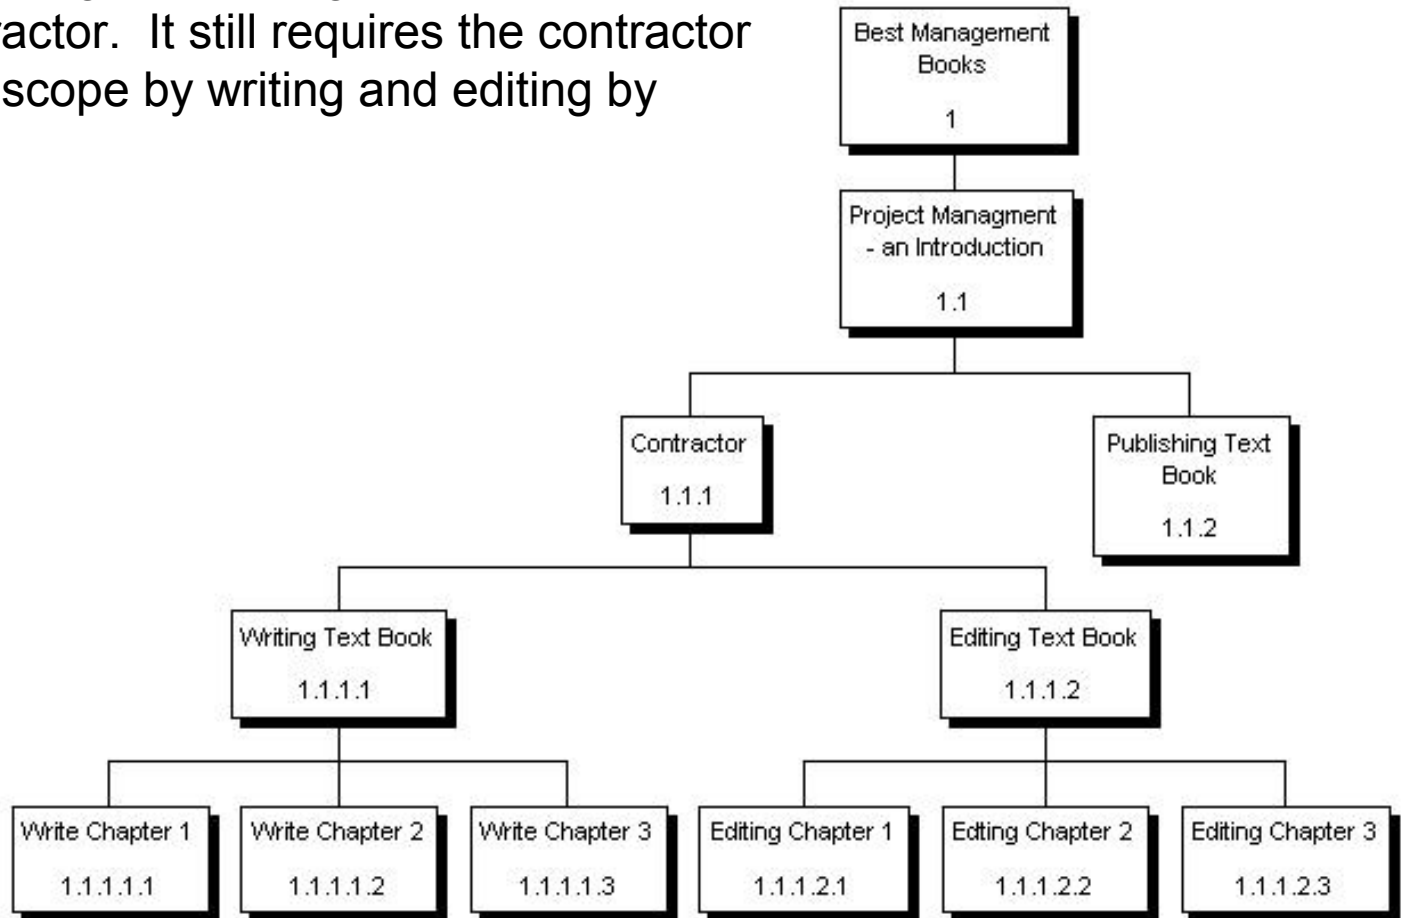 ractor.  It still requires the contractor
scope by writing and editing by
Best Management
Books
1
Project Managment
- an Introduction
1.1
Contractor
1.1.1
Publishing Text
Book
1.1.2
Writing Text Book
1.1.1.1
Editing Text Book
1.1.1.2
Write Chapter 1
1.1.1.1.1
Write Chapter 2
1.1.1.1.2
Write Chapter 3
1.1.1.1.3
Editing Chapter 1
1.1.1.2.1
Edting Chapter 2
1.1.1.2.2
Editing Chapter 3
1.1.1.2.3